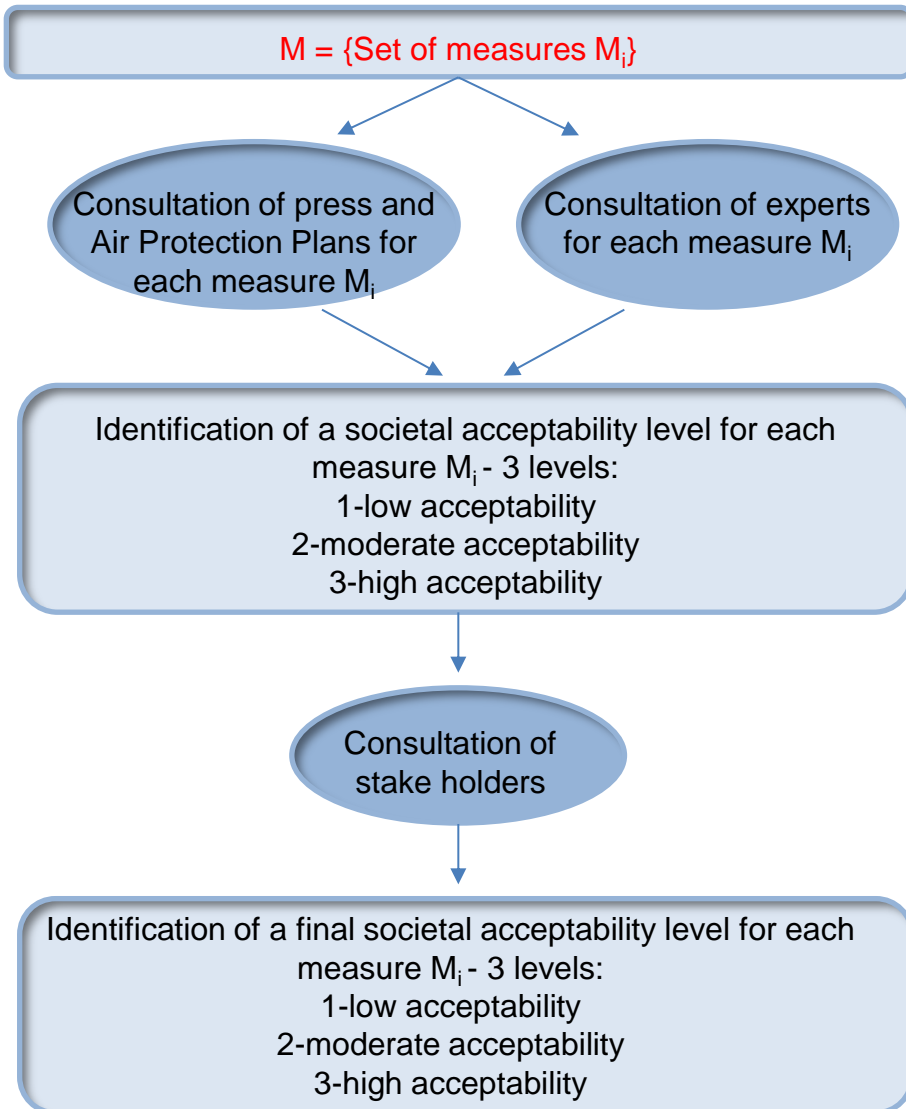 M = {Set of measures Mi}
Consultation of press and
Air Protection Plans for
each measure Mi
Consultation of experts
for each measure Mi
Identification of a societal acceptability level for each
measure Mi - 3 levels:
1-low acceptability
2-moderate acceptability
3-high acceptability
Consultation of
stake holders
Identification of a final societal acceptability level for each
measure Mi - 3 levels:
1-low acceptability
2-moderate acceptability
3-high acceptability